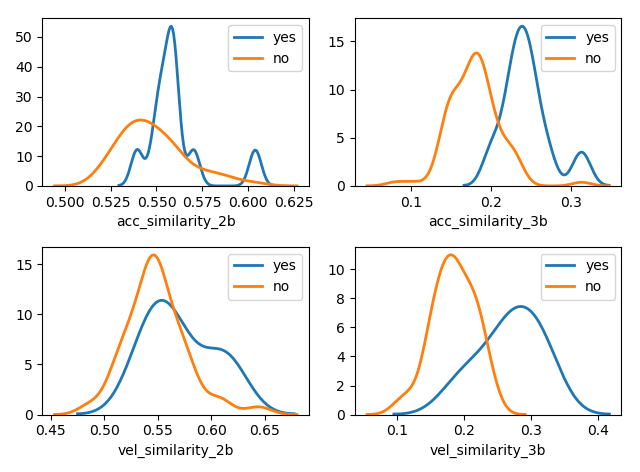 50
40
30
20
10
0
yes
no
0.500 0.525 0.550 0.575 0.600 0.625
acc_similarity_2b
15
10
5
0
yes
no
0.1 0.2 0.3
acc_similarity_3b
15
10
5
0
yes
no
0.45 0.50 0.55 0.60 0.65
vel_similarity_2b
10
8
6
4
2
0
yes
no
0.1 0.2 0.3 0.4
vel_similarity_3b